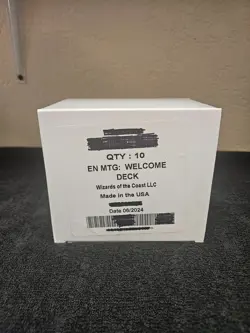 QTY : 10
EN MTG: WELCOME
DECK
Wizards of the Coast LLC
Made in the USA
Date 06/2024